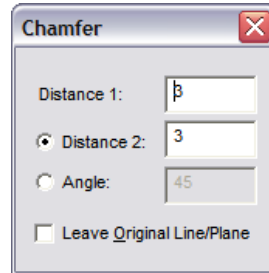 Chamfer
Distance 1: 3
Distance 2: 3
Angle: 45
Leave Original Line/Plane